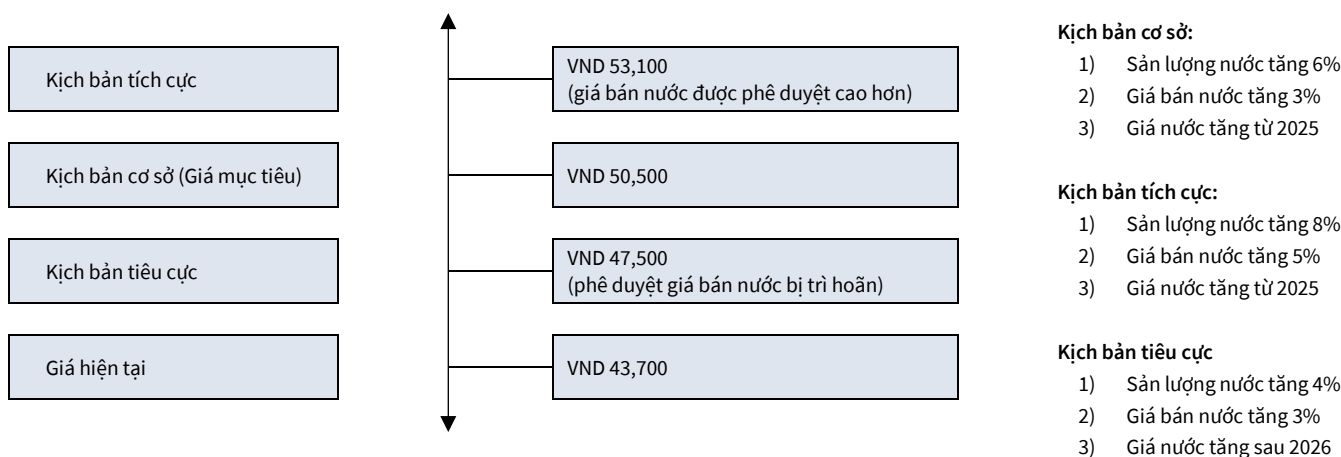 Kịch bản tích cực
VND 53,100
(giá bán nước được phê duyệt cao hơn)
Kịch bản cơ sở (Giá mục tiêu)
VND 50,500
Kịch bản tiêu cực
VND 47,500
(phê duyệt giá bán nước bị trì hoãn)
Giá hiện tại
VND 43,700
Kịch bản cơ sở:
1) Sản lượng nước tăng 6%
2) Giá bán nước tăng 3%
3) Giá nước tăng từ 2025
Kịch bản tích cực:
1) Sản lượng nước tăng 8%
2) Giá bán nước tăng 5%
3) Giá nước tăng từ 2025
Kịch bản tiêu cực
1) Sản lượng nước tăng 4%
2) Giá bán nước tăng 3%
3) Giá nước tăng sau 2026